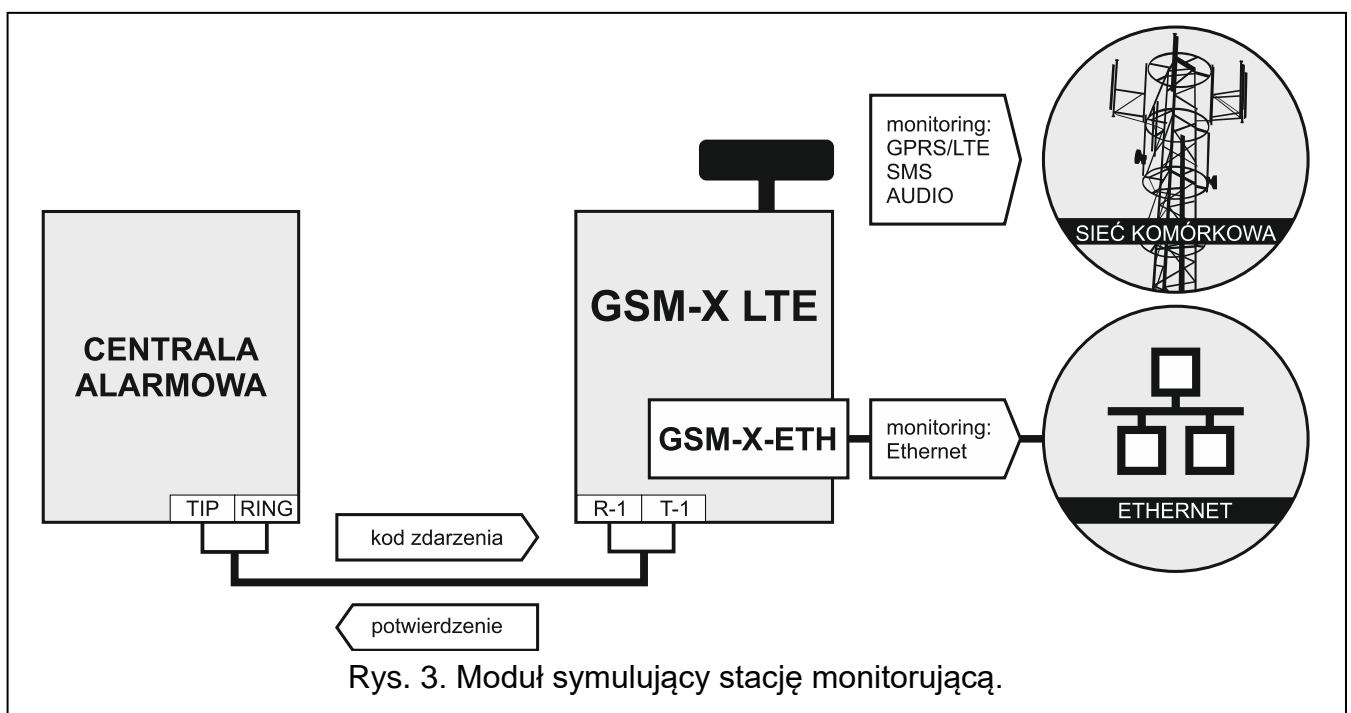 monitoring:
GPRS/LTE
SMS
AUDIO
SIEĆ KOMÓRKOWA
CENTRALA
ALARMOWA
TIP
RING
GSM-X LTE
GSM-X-ETH
R-1
T-1
monitoring:
Ethernet
ETHERNET
kod zdarzenia
potwierdzenie
Rys. 3. Moduł symulujący stację monitorującą.